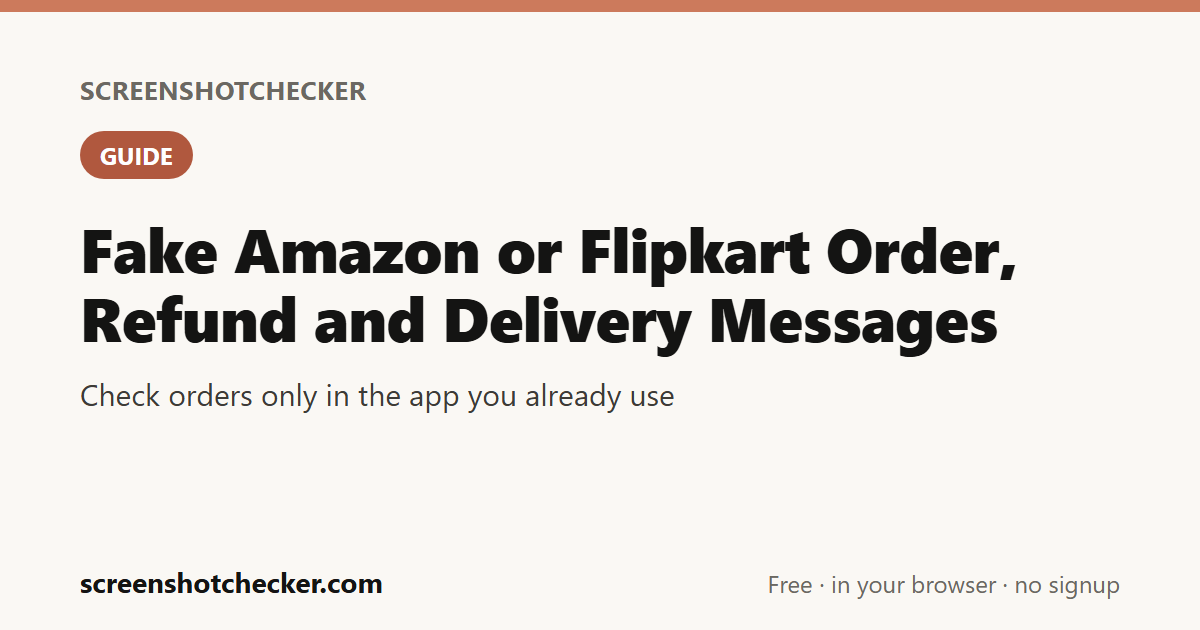 SCREENSHOTCHECKER
GUIDE
Fake Amazon or Flipkart Order,
Refund and Delivery Messages
Check orders only in the app you already use
screenshotchecker.com
Free · in your browser · no signup